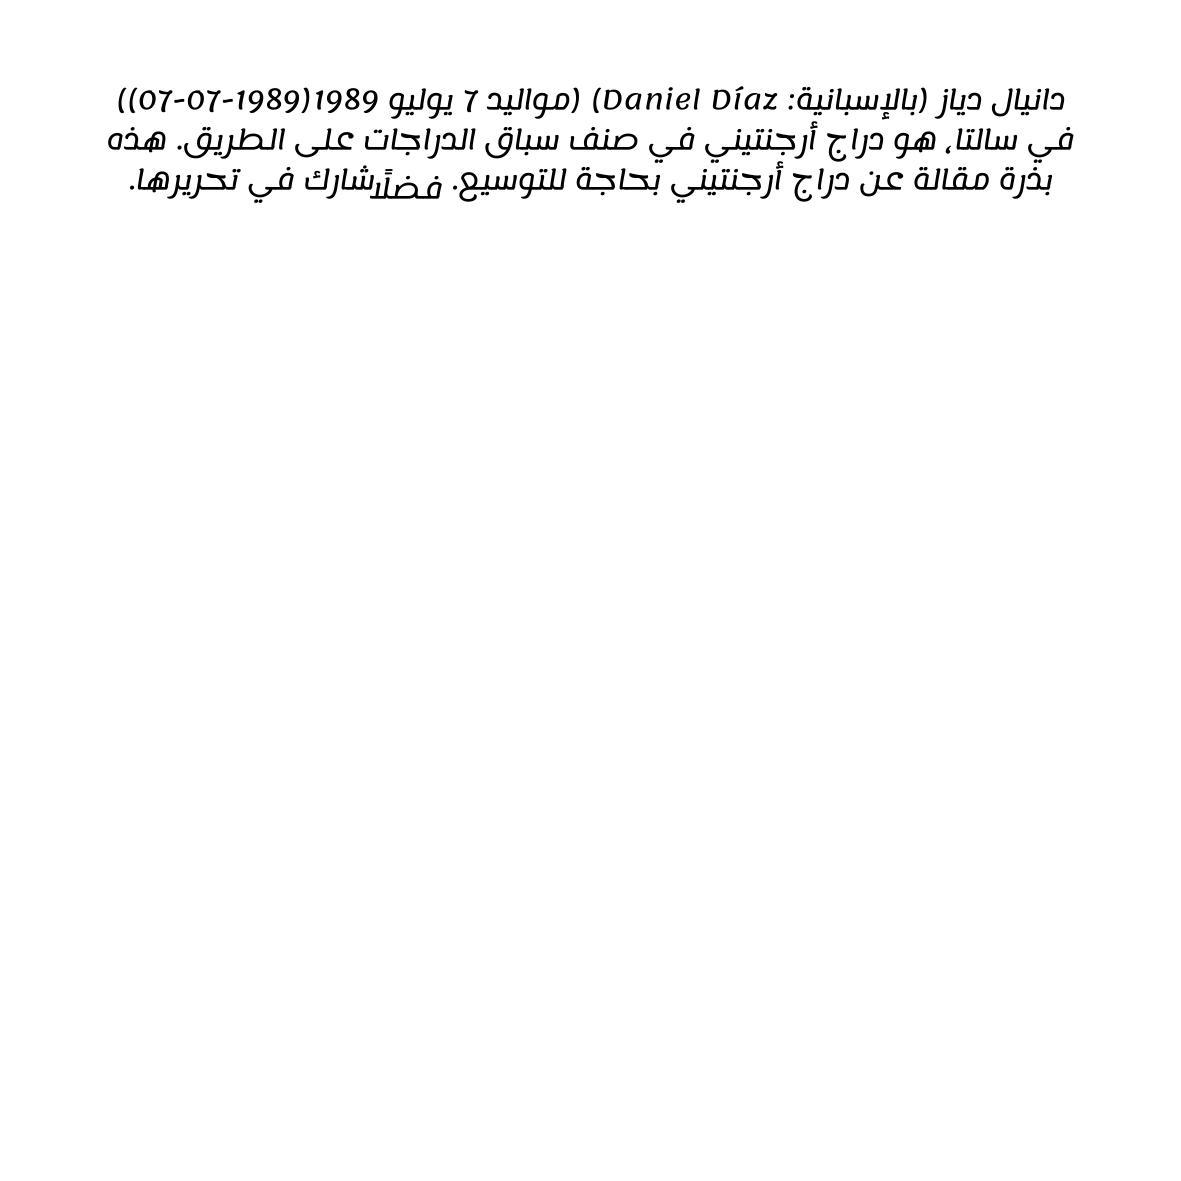 دانيال دياز (بالإسبانية: Daniel Díaz) (مواليد 7 يوليو 1989(1989-07-07))
في سالتا، هو دراج أرجنتيني في صنف سباق الدراجات على الطريق. هذه
بذرة مقالة عن دراج أرجنتيني بحاجة للتوسيع. فضلًا شارك في تحريرها.